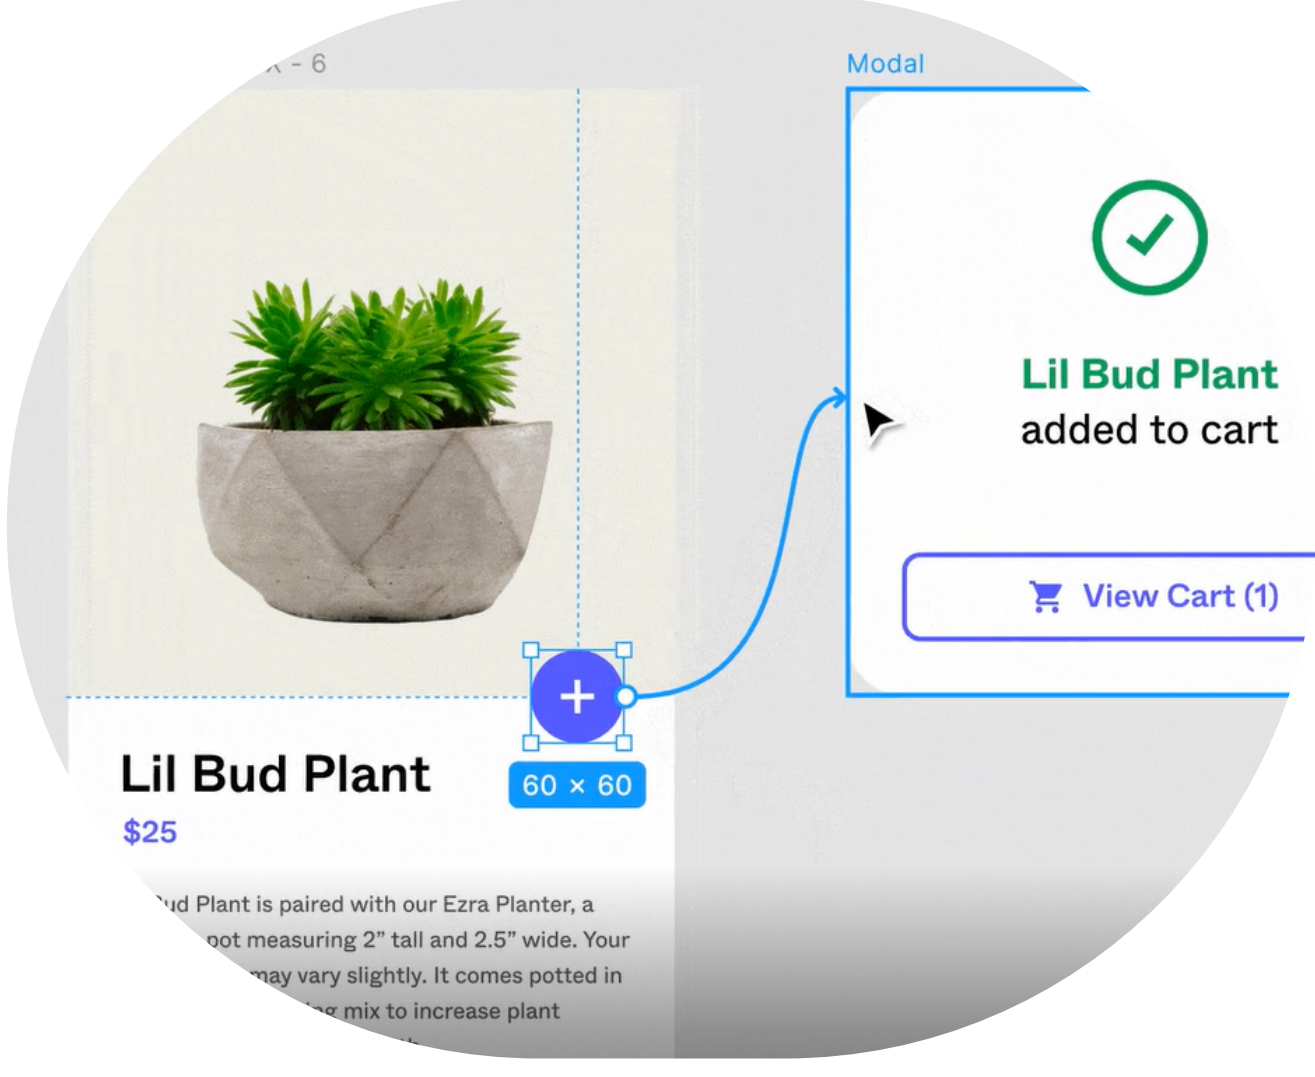 - 6
Modal
Lil Bud Plant
added to cart
View Cart (1)
60 × 60
Lil Bud Plant
$25
Bud Plant is paired with our Ezra Planter, a
pot measuring 2” tall and 2.5” wide. Your
may vary slightly. It comes potted in
mix to increase plant